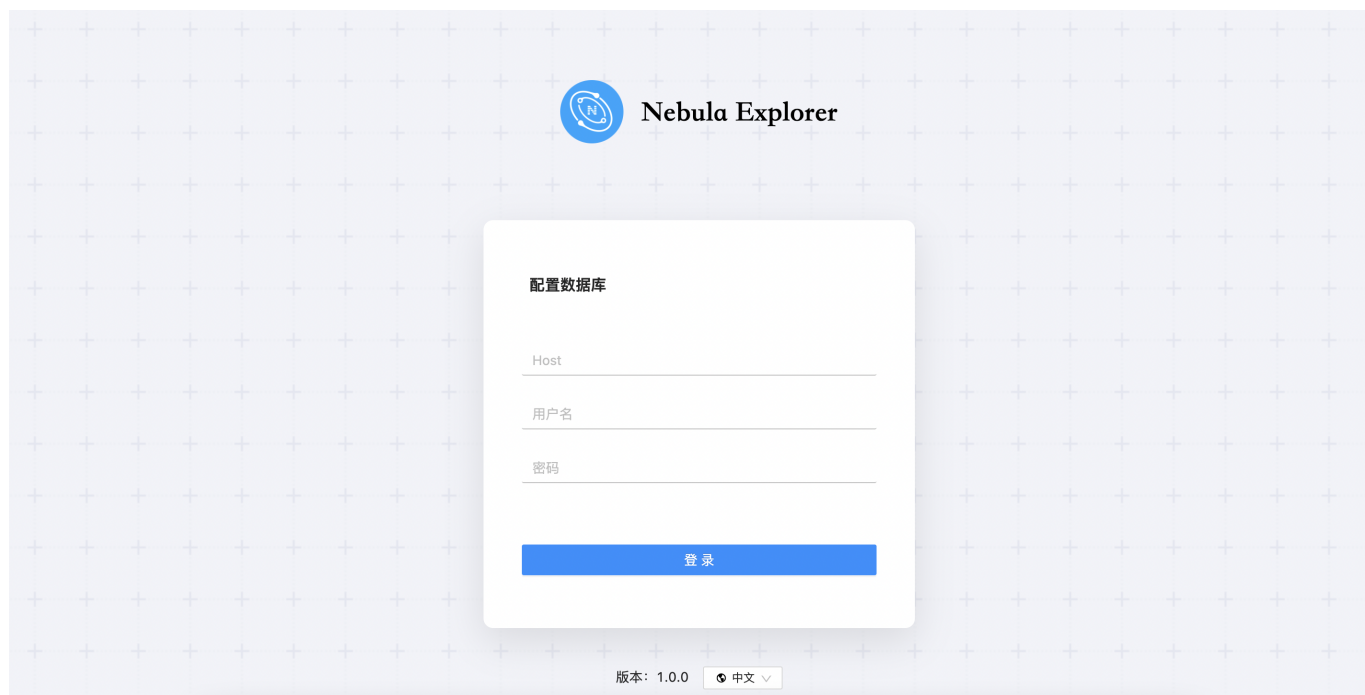 Nebula Explorer
配置数据库
Host
用户名
密码
登 录
版本：1.0.0 中文